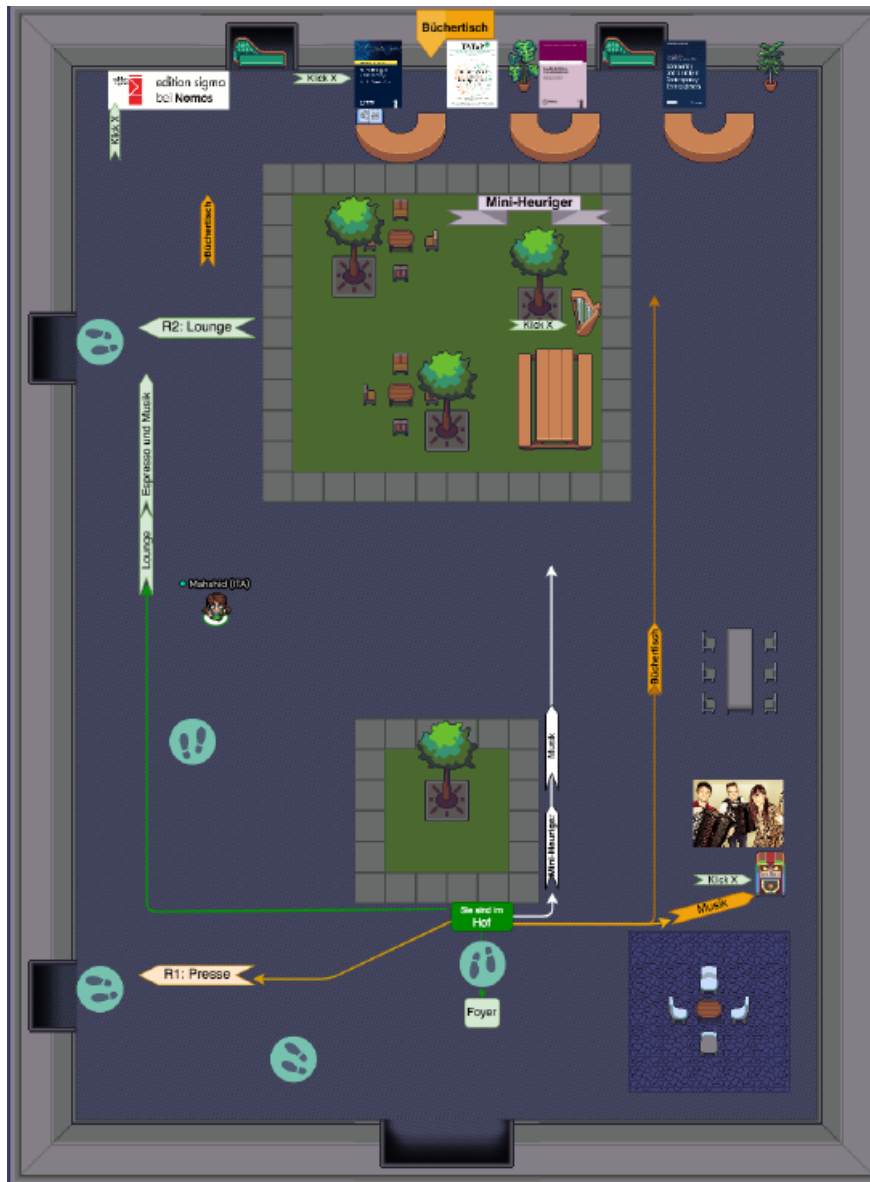 Büchertisch
edition sigma
bei Nomos
Klick X
TATuP
Klick X
Büchertisch
Mini-Heuriger
R2: Lounge
Klick X
Espresso und Musik
Lounge
Mahshid (ITA)
Büchertisch
Musik
Mini-Heuriger
Klick X
Musik
Sie sind im
Hof
R1: Presse
Foyer